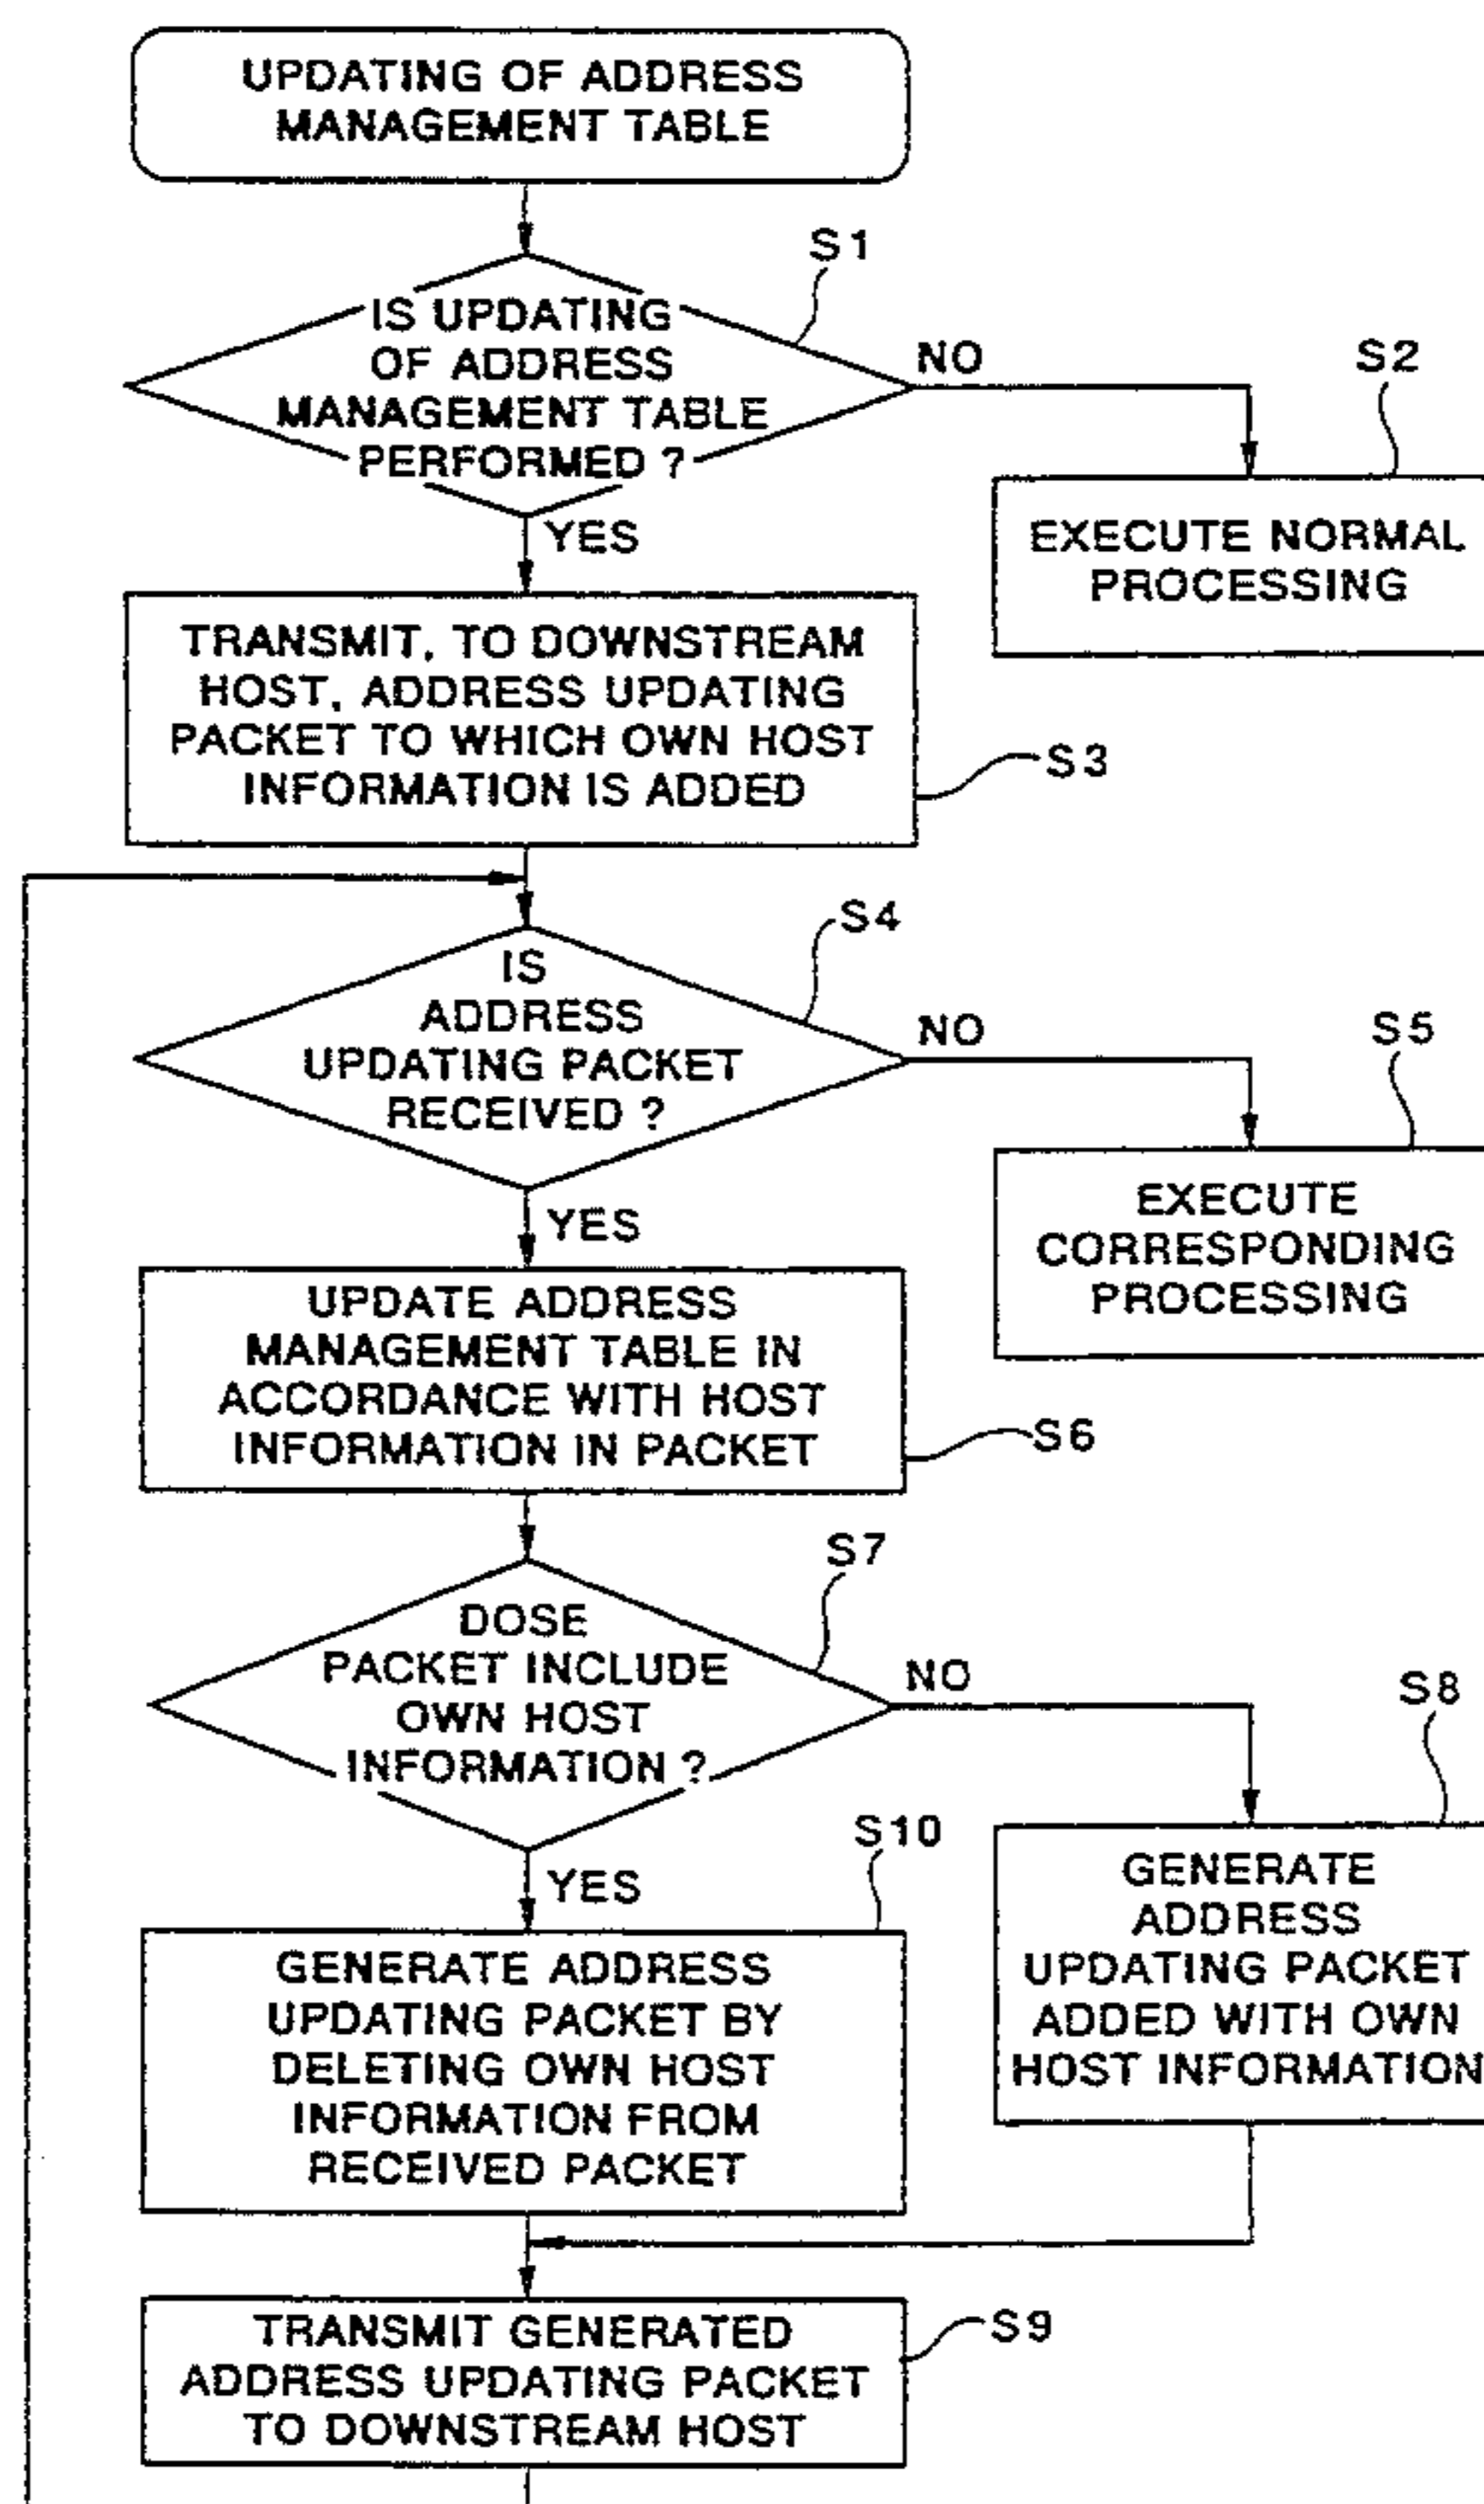 UPDATING OF ADDRESS
MANAGEMENT TABLE
S1
IS UPDATING
OF ADDRESS
MANAGEMENT TABLE
PERFORMED ?
NO
S2
EXECUTE NORMAL
PROCESSING
YES
TRANSMIT, TO DOWNSTREAM
HOST, ADDRESS UPDATING
PACKET TO WHICH OWN HOST
INFORMATION IS ADDED
S3
S4
IS
ADDRESS
UPDATING PACKET
RECEIVED ?
NO
S5
EXECUTE
CORRESPONDING
PROCESSING
YES
UPDATE ADDRESS
MANAGEMENT TABLE IN
ACCORDANCE WITH HOST
INFORMATION IN PACKET
S6
S7
DOSE
PACKET INCLUDE
OWN HOST
INFORMATION ?
NO
S8
GENERATE
ADDRESS
UPDATING PACKET
ADDED WITH OWN
HOST INFORMATION
YES
S10
GENERATE ADDRESS
UPDATING PACKET BY
DELETING OWN HOST
INFORMATION FROM
RECEIVED PACKET
TRANSMIT GENERATED
ADDRESS UPDATING PACKET
TO DOWNSTREAM HOST
S9